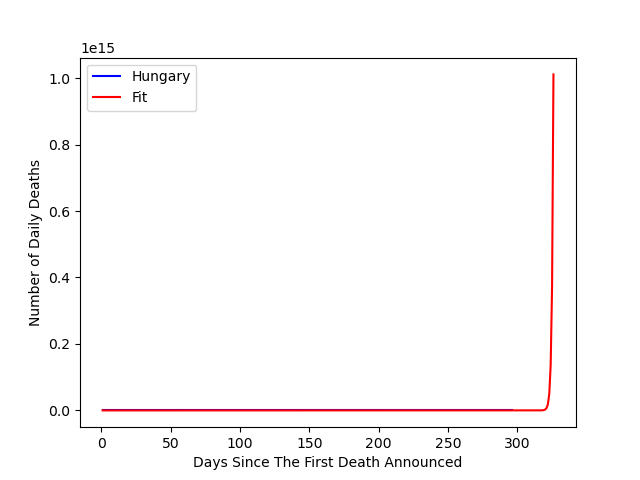 1e15
1.0
0.8
0.6
0.4
0.2
0.0
Hungary
Fit
Number of Daily Deaths
0 50 100 150 200 250 300
Days Since The First Death Announced